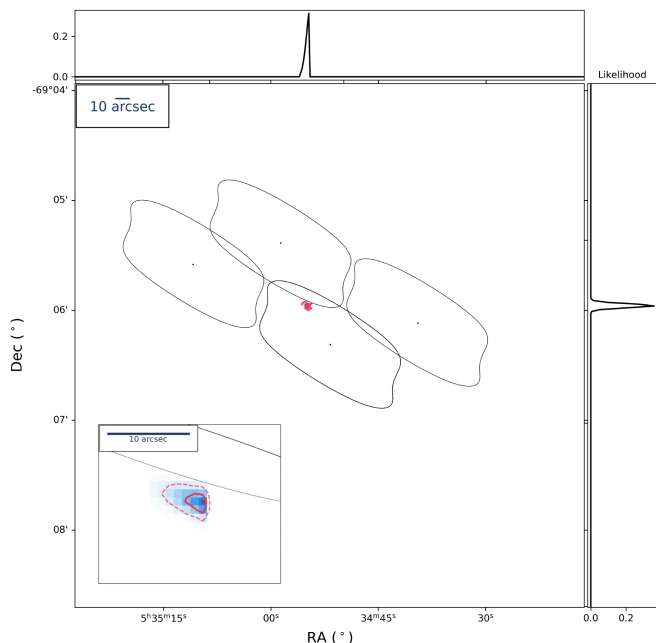 0.2
0.0
Likelihood
-69°04'
10 arcsec
05'
06'
Dec (°)
07'
10 arcsec
08'
5ʰ35ᵐ15ˢ
00ˢ
34ᵐ45ˢ
30ˢ
0.0
0.2
RA (°)